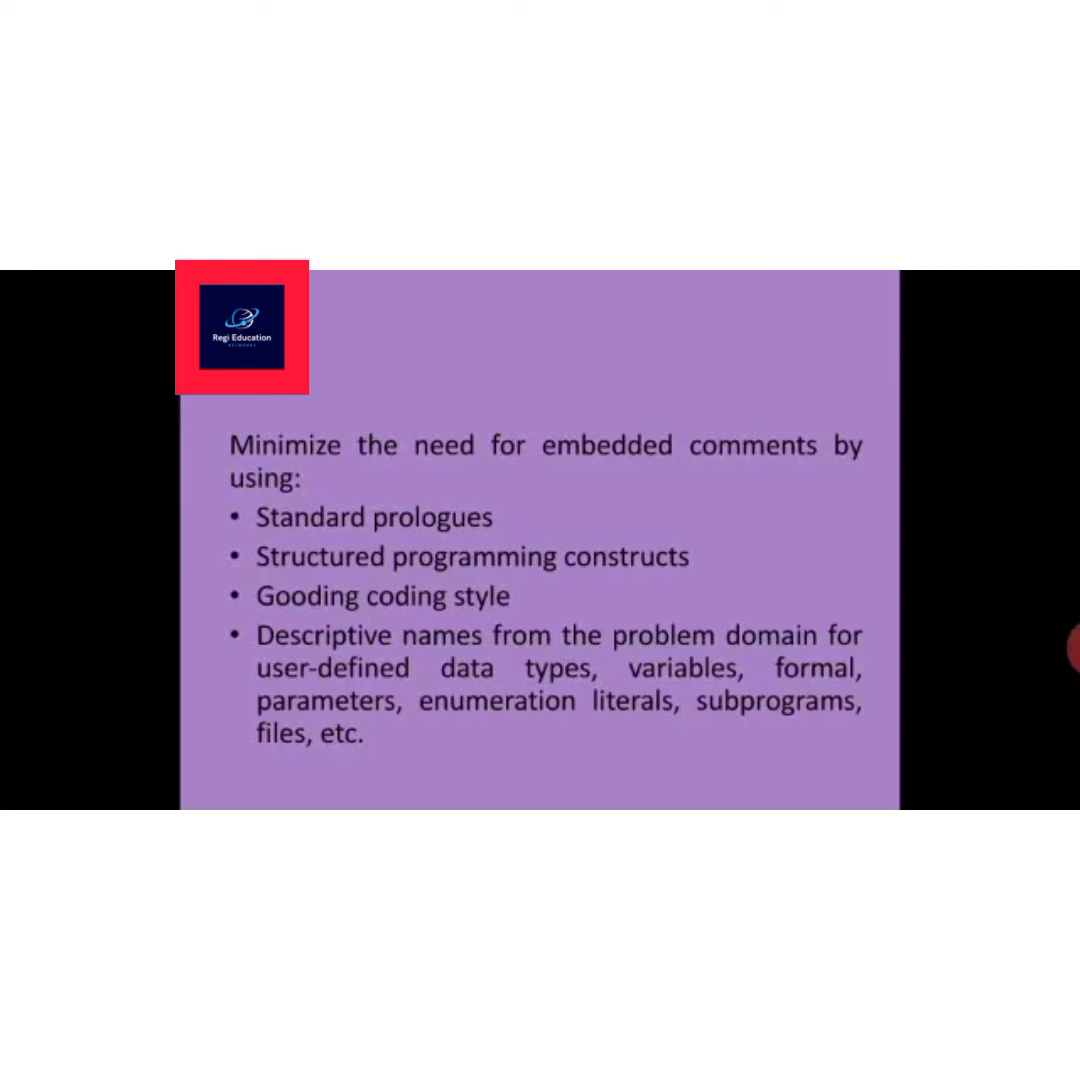 Regi Education
NETWORKS
Minimize the need for embedded comments by
using:
• Standard prologues
• Structured programming constructs
• Gooding coding style
• Descriptive names from the problem domain for
user-defined data types, variables, formal,
parameters, enumeration literals, subprograms,
files, etc.